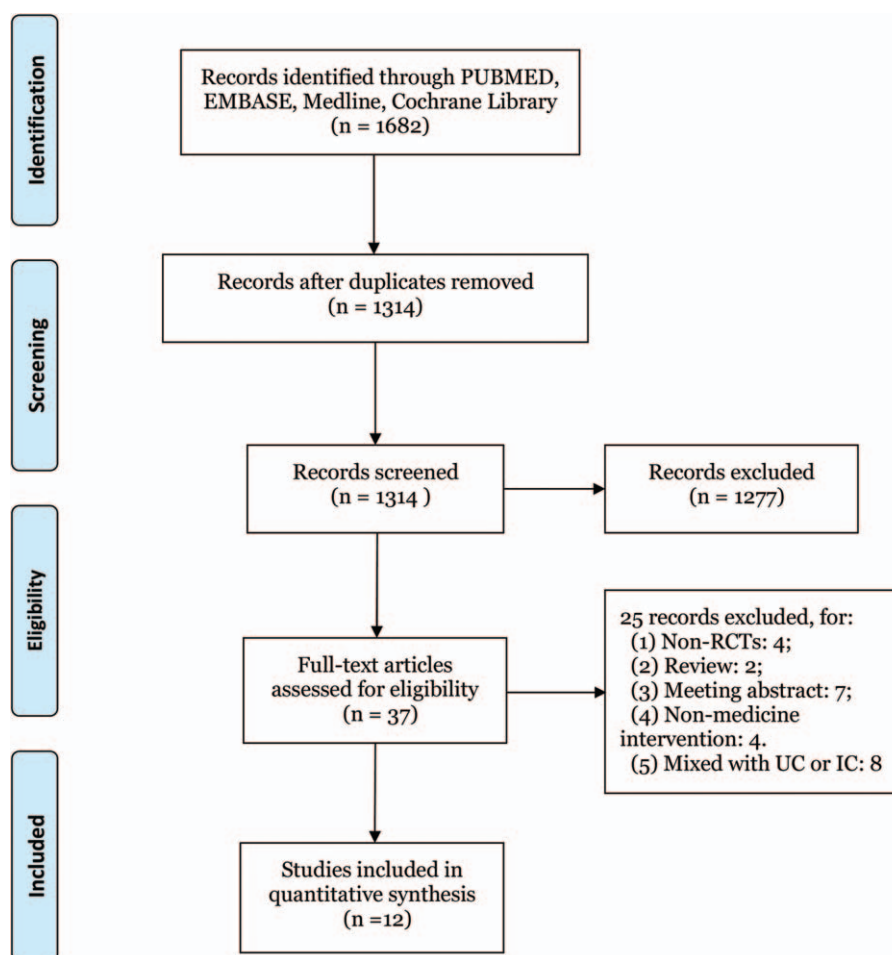 Identification
Records identified through PUBMED,
EMBASE, Medline, Cochrane Library
(n = 1682)
Screening
Records after duplicates removed
(n = 1314)
Records screened
(n = 1314 )
Records excluded
(n = 1277)
Eligibility
Full-text articles
assessed for eligibility
(n = 37)
25 records excluded, for:
(1) Non-RCTs: 4;
(2) Review: 2;
(3) Meeting abstract: 7;
(4) Non-medicine
intervention: 4.
(5) Mixed with UC or IC: 8
Included
Studies included in
quantitative synthesis
(n =12)